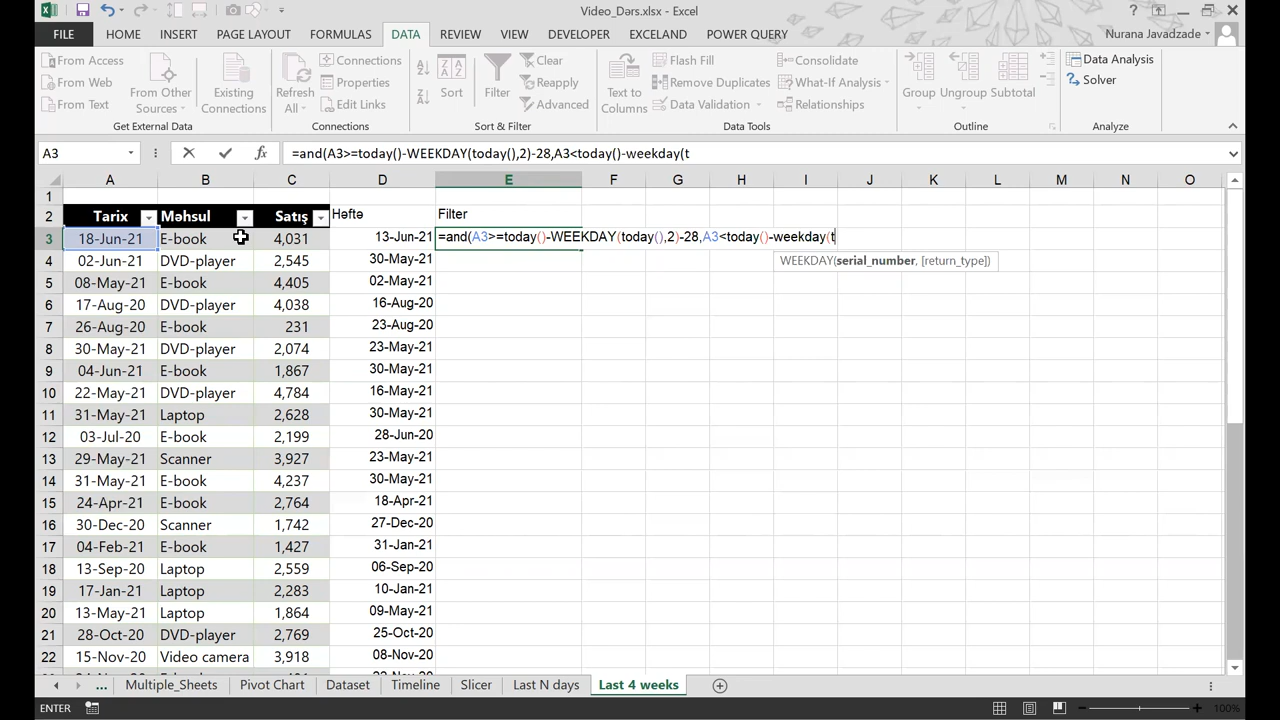 Video_Dərs.xlsx - Excel
FILE HOME INSERT PAGE LAYOUT FORMULAS DATA REVIEW VIEW DEVELOPER EXCELAND POWER QUERY Nurana Javadzade
From Access
From Web
From Text
From Other Sources
Existing Connections
Get External Data
Refresh All
Connections
Properties
Edit Links
Connections
Sort
Filter
Clear
Reapply
Advanced
Sort & Filter
Text to Columns
Flash Fill
Remove Duplicates
Data Validation
Consolidate
What-If Analysis
Relationships
Data Tools
Group
Ungroup
Subtotal
Outline
Data Analysis
Solver
Analyze
A3 fx =and(A3>=today()-WEEKDAY(today(),2)-28,A3<today()-weekday(t
A B C D E F G H I J K L M N O
1
2 Tarix Məhsul Satış Həftə Filter
3 18-Jun-21 E-book 4,031 13-Jun-21 =and(A3>=today()-WEEKDAY(today(),2)-28,A3<today()-weekday(t
WEEKDAY(serial_number, [return_type])
4 02-Jun-21 DVD-player 2,545 30-May-21
5 08-May-21 E-book 4,405 02-May-21
6 17-Aug-20 DVD-player 4,038 16-Aug-20
7 26-Aug-20 E-book 231 23-Aug-20
8 30-May-21 DVD-player 2,074 23-May-21
9 04-Jun-21 E-book 1,867 30-May-21
10 22-May-21 DVD-player 4,784 16-May-21
11 31-May-21 Laptop 2,628 30-May-21
12 03-Jul-20 E-book 2,199 28-Jun-20
13 29-May-21 Scanner 3,927 23-May-21
14 31-May-21 E-book 4,237 30-May-21
15 24-Apr-21 E-book 2,764 18-Apr-21
16 30-Dec-20 Scanner 1,742 27-Dec-20
17 04-Feb-21 E-book 1,427 31-Jan-21
18 13-Sep-20 Laptop 2,559 06-Sep-20
19 17-Jan-21 Laptop 2,283 10-Jan-21
20 13-May-21 Laptop 1,864 09-May-21
21 28-Oct-20 DVD-player 2,769 25-Oct-20
22 15-Nov-20 Video camera 3,918 08-Nov-20
... Multiple_Sheets Pivot Chart Dataset Timeline Slicer Last N days Last 4 weeks
ENTER 100%